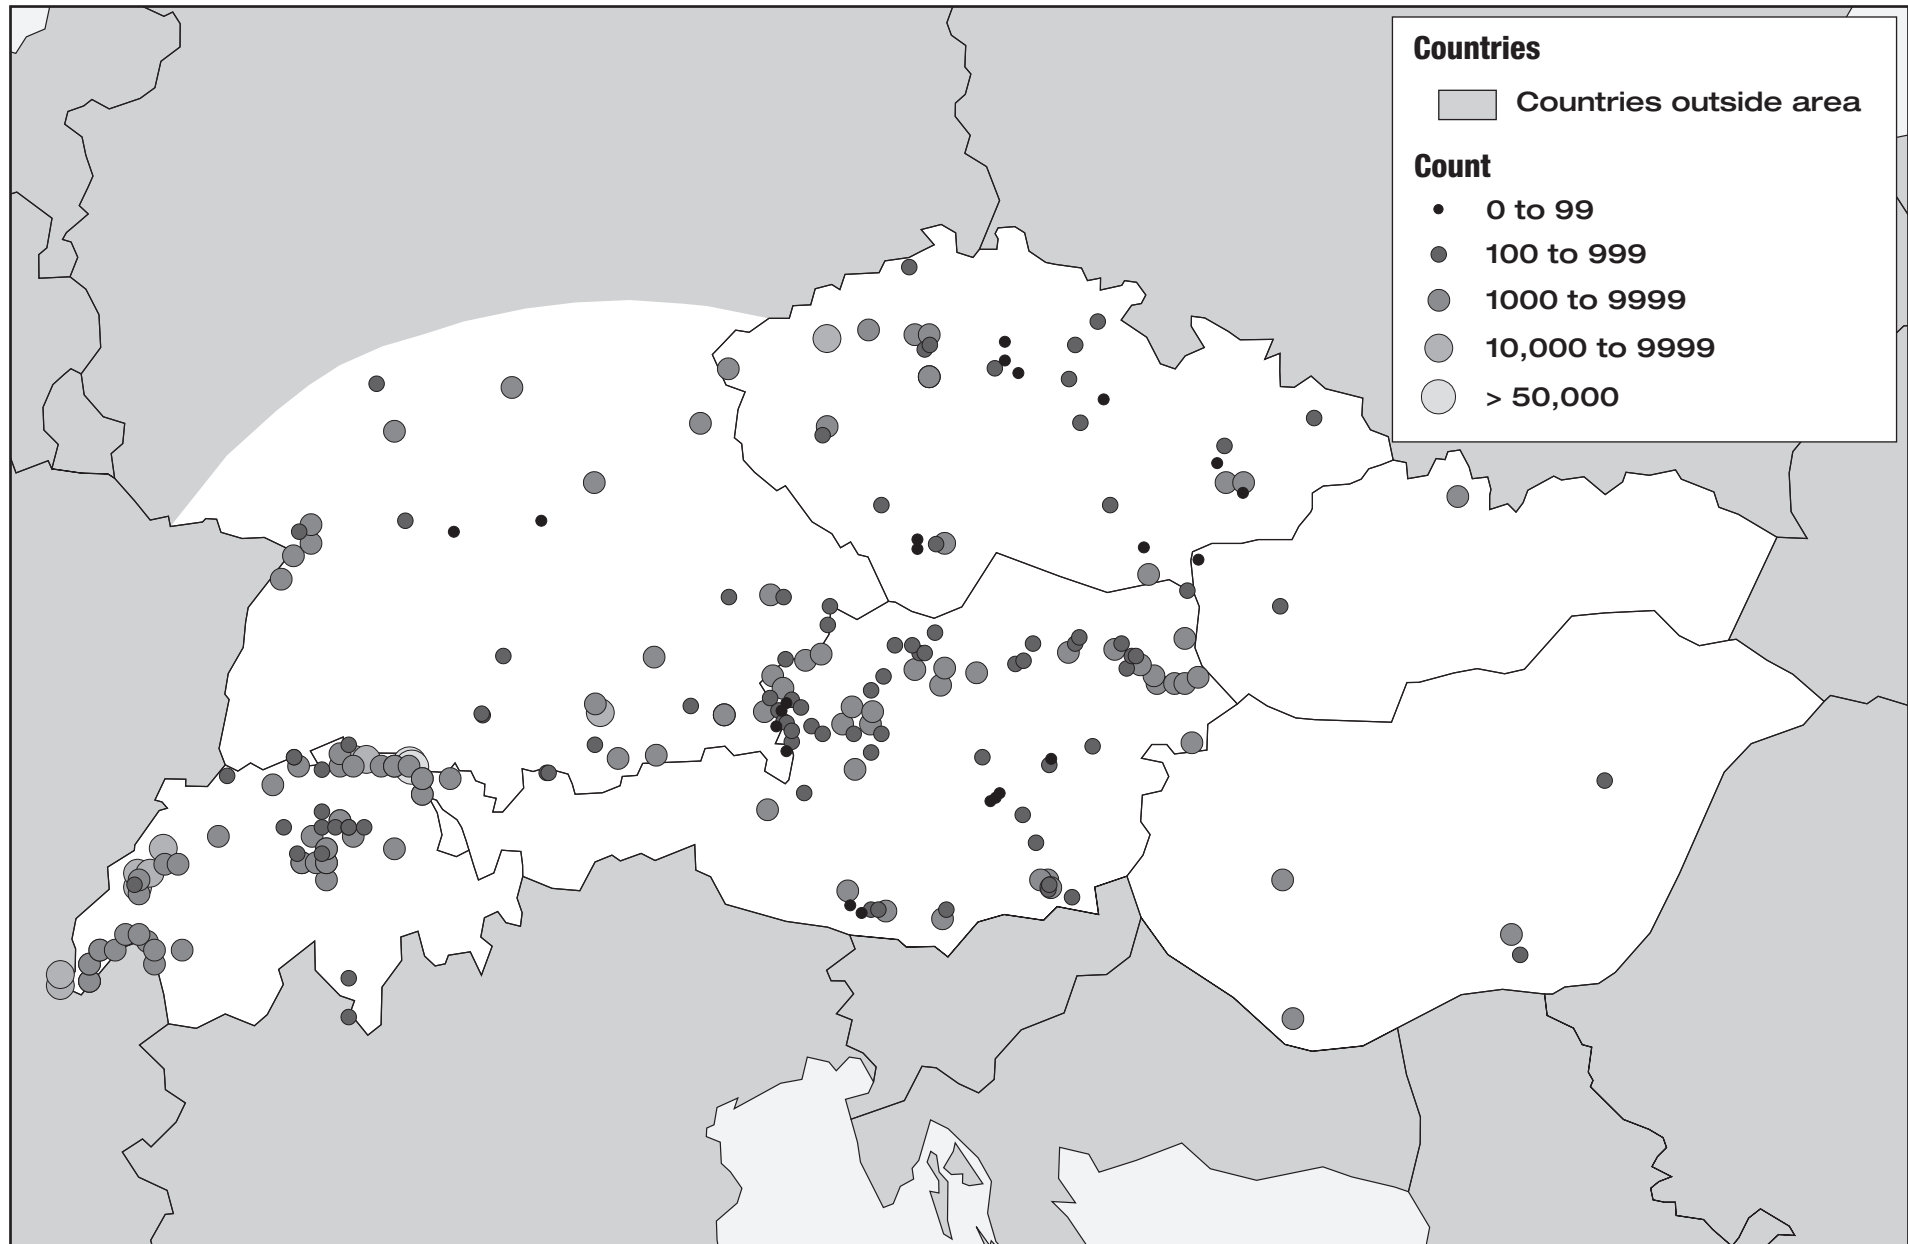 Countries
Countries outside area
Count
0 to 99
100 to 999
1000 to 9999
10,000 to 9999
> 50,000